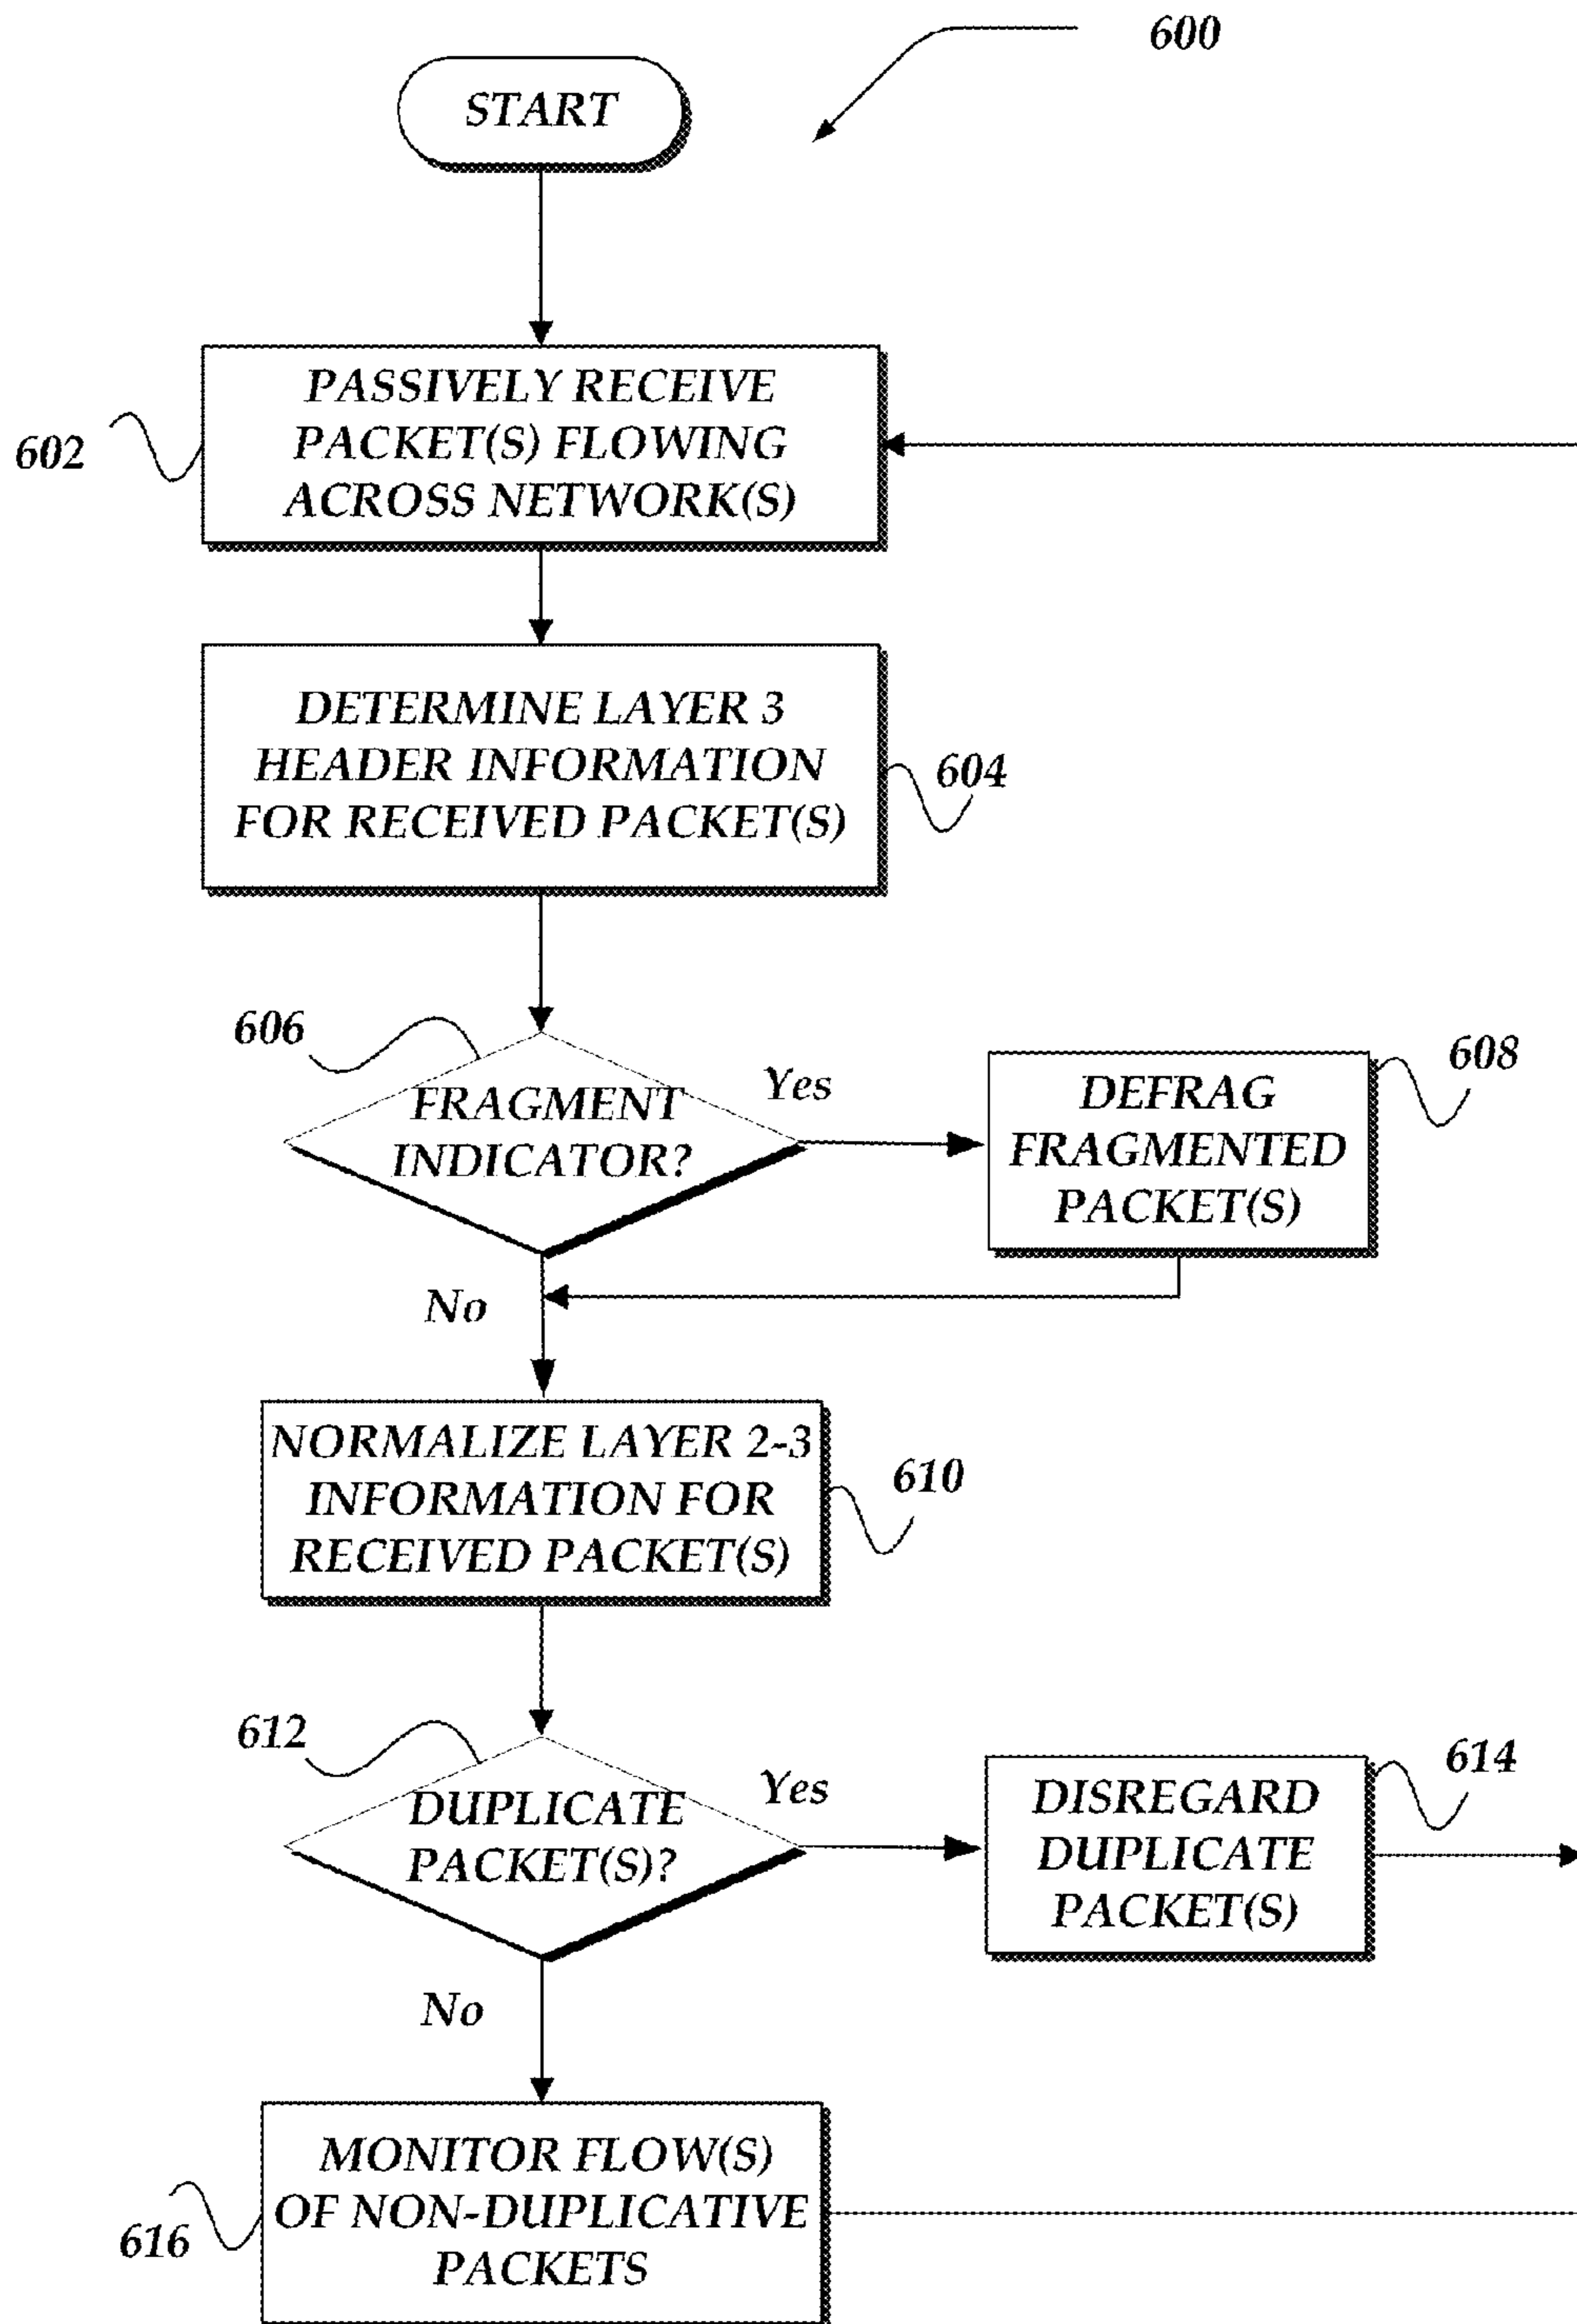 600
START
PASSIVELY RECEIVE
PACKET(S) FLOWING
ACROSS NETWORK(S)
602
DETERMINE LAYER 3
HEADER INFORMATION
FOR RECEIVED PACKET(S)
604
606
FRAGMENT
INDICATOR?
Yes
608
DEFRAG
FRAGMENTED
PACKET(S)
No
NORMALIZE LAYER 2-3
INFORMATION FOR
RECEIVED PACKET(S)
610
612
DUPLICATE
PACKET(S)?
Yes
614
DISREGARD
DUPLICATE
PACKET(S)
No
MONITOR FLOW(S)
OF NON-DUPLICATIVE
PACKETS
616